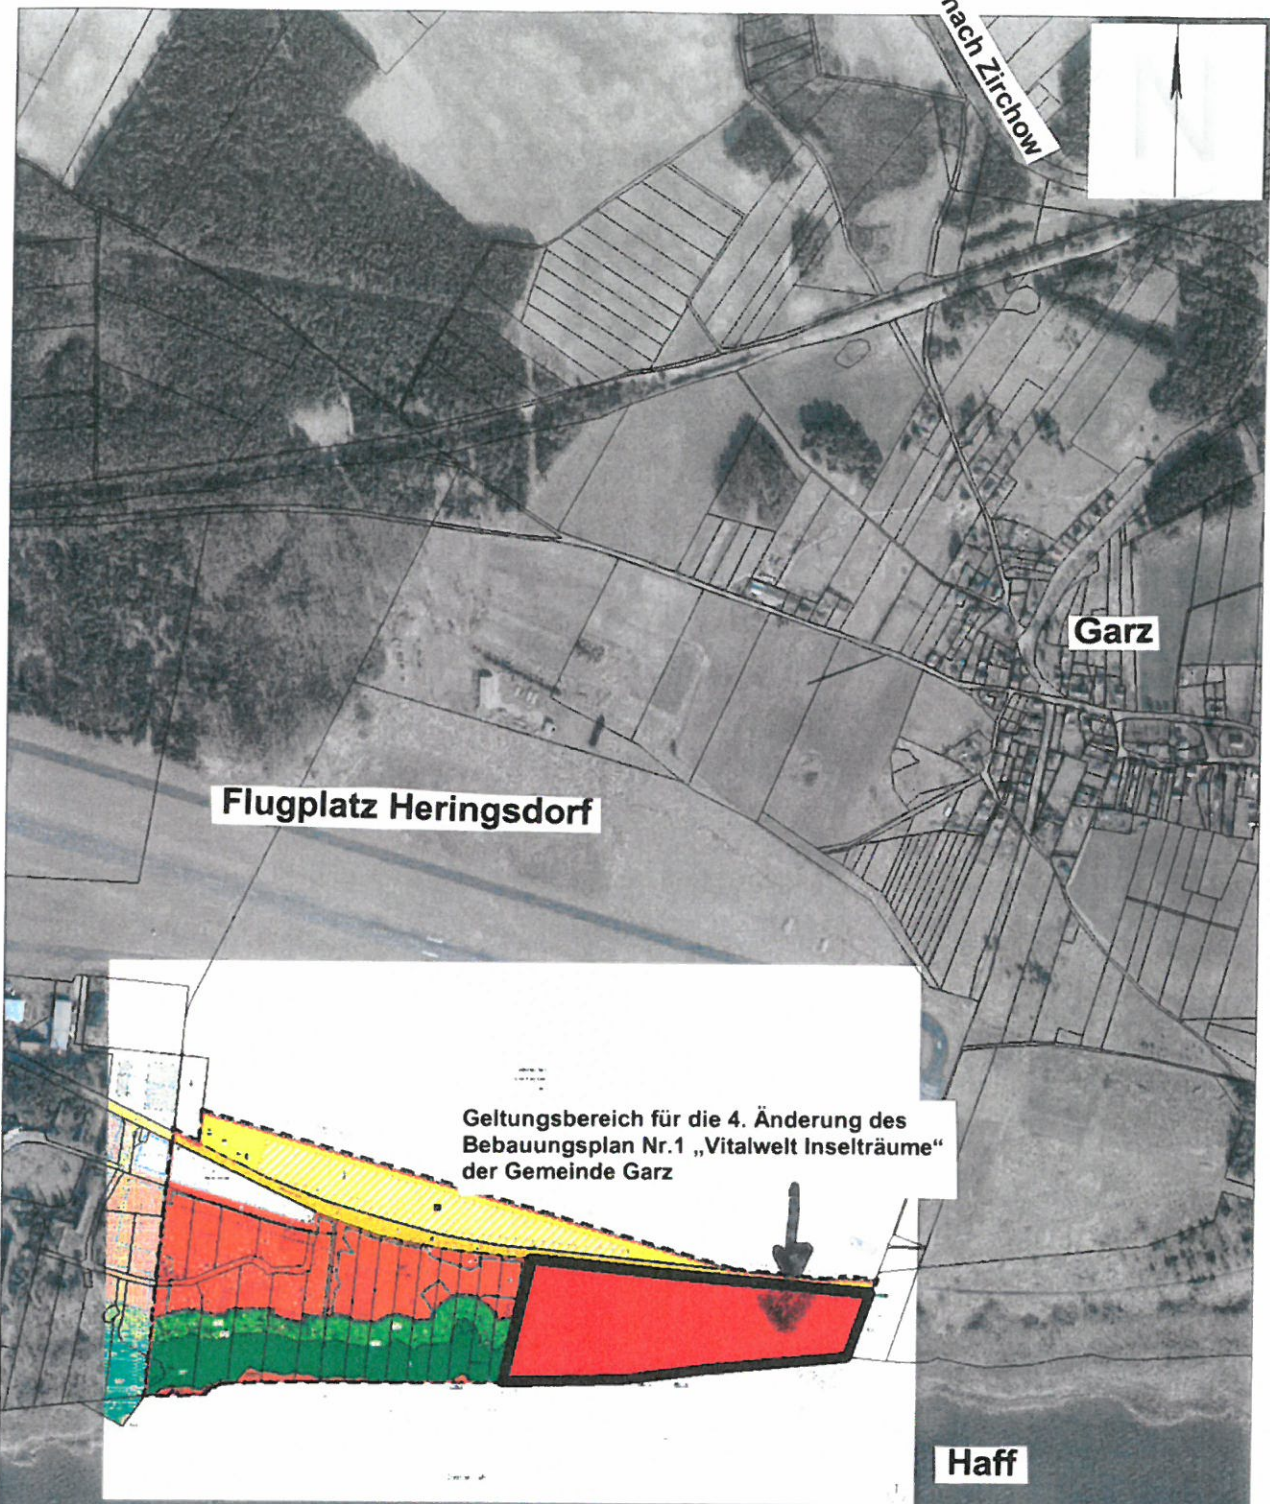 nach Zirchow
N
Garz
Flugplatz Heringsdorf
Geltungsbereich für die 4. Änderung des
Bebauungsplan Nr.1 „Vitalwelt Inselträume“
der Gemeinde Garz
Haff